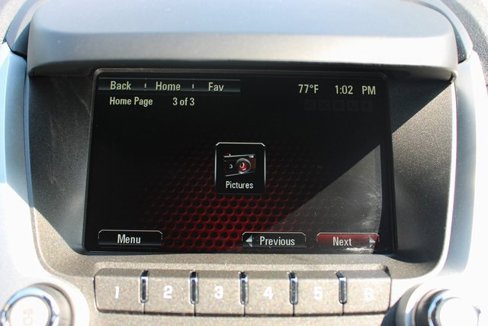 Back Home Fav 77°F 1:02 PM
Home Page 3 of 3
Pictures
Menu Previous Next
1 2 3 4 5 6